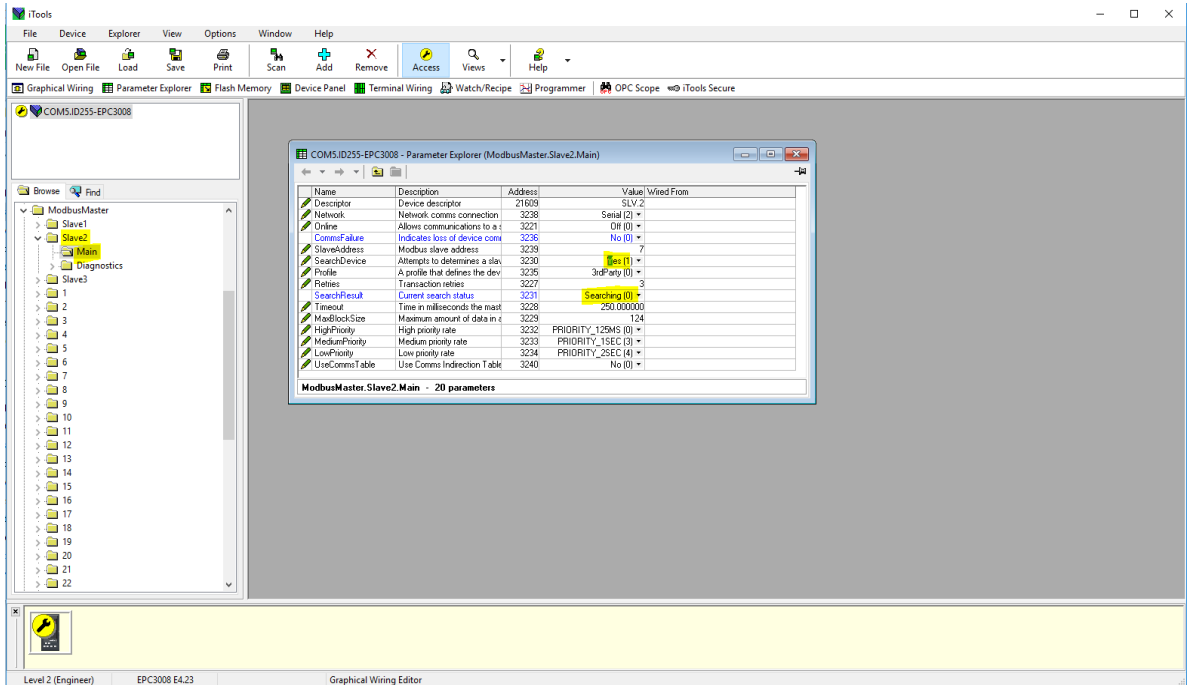 iTools
File Device Explorer View Options Window Help
New File Open File Load Save Print Scan Add Remove Access Views Help
Graphical Wiring Parameter Explorer Flash Memory Device Panel Terminal Wiring Watch/Recipe Programmer OPC Scope iTools Secure
COM5.ID255-EPC3008
Browse Find
ModbusMaster
Slave1
Slave2
Main
Diagnostics
Slave3
1
2
3
4
5
6
7
8
9
10
11
12
13
14
15
16
17
18
19
20
21
22
COM5.ID255-EPC3008 - Parameter Explorer (ModbusMaster.Slave2.Main)
Name Description Address Value Wired From
Descriptor Device descriptor 21609 SLV.2
Network Network comms connection 3238 Serial (2)
Online Allows communications to a s 3221 Off (0)
CommsFailure Indicates loss of device com 3236 No (0)
SlaveAddress Modbus slave address 3239 7
SearchDevice Attempts to determines a slav 3230 Yes (1)
Profile A profile that defines the dev 3235 3rdParty (0)
Retries Transaction retries 3227 3
SearchResult Current search status 3231 Searching (0)
Timeout Time in milliseconds the mast 3228 250.000000
MaxBlockSize Maximum amount of data in a 3229 124
HighPriority High priority rate 3232 PRIORITY_125MS (0)
MediumPriority Medium priority rate 3233 PRIORITY_1SEC (3)
LowPriority Low priority rate 3234 PRIORITY_2SEC (4)
UseCommsTable Use Comms Indirection Table 3240 No (0)
ModbusMaster.Slave2.Main - 20 parameters
Level 2 (Engineer) EPC3008 E4.23 Graphical Wiring Editor